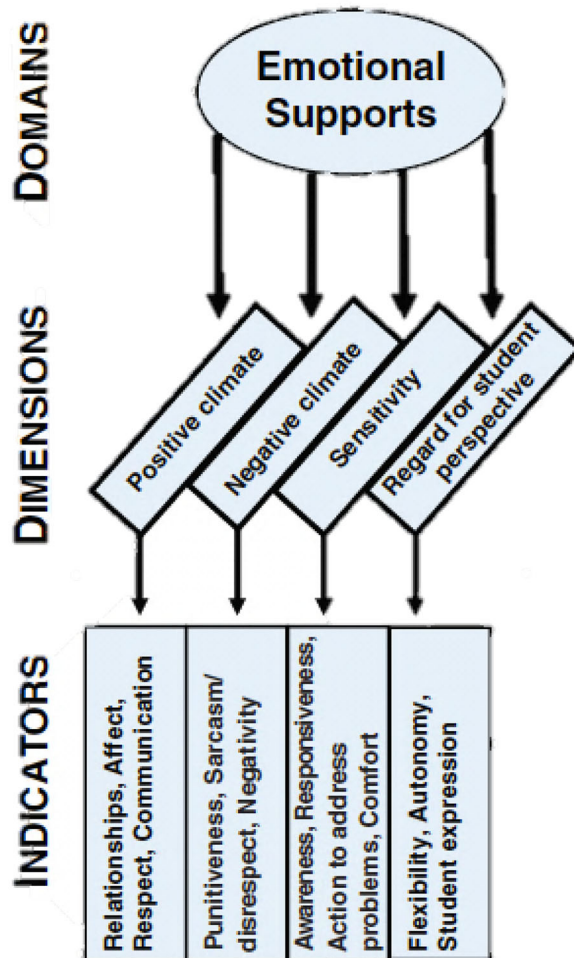 DOMAINS
Emotional
Supports
DIMENSIONS
Positive climate
Negative climate
Sensitivity
Regard for student
perspective
INDICATORS
Relationships, Affect,
Respect, Communication
Punitiveness, Sarcasm/
disrespect, Negativity
Awareness, Responsiveness,
Action to address
problems, Comfort
Flexibility, Autonomy,
Student expression